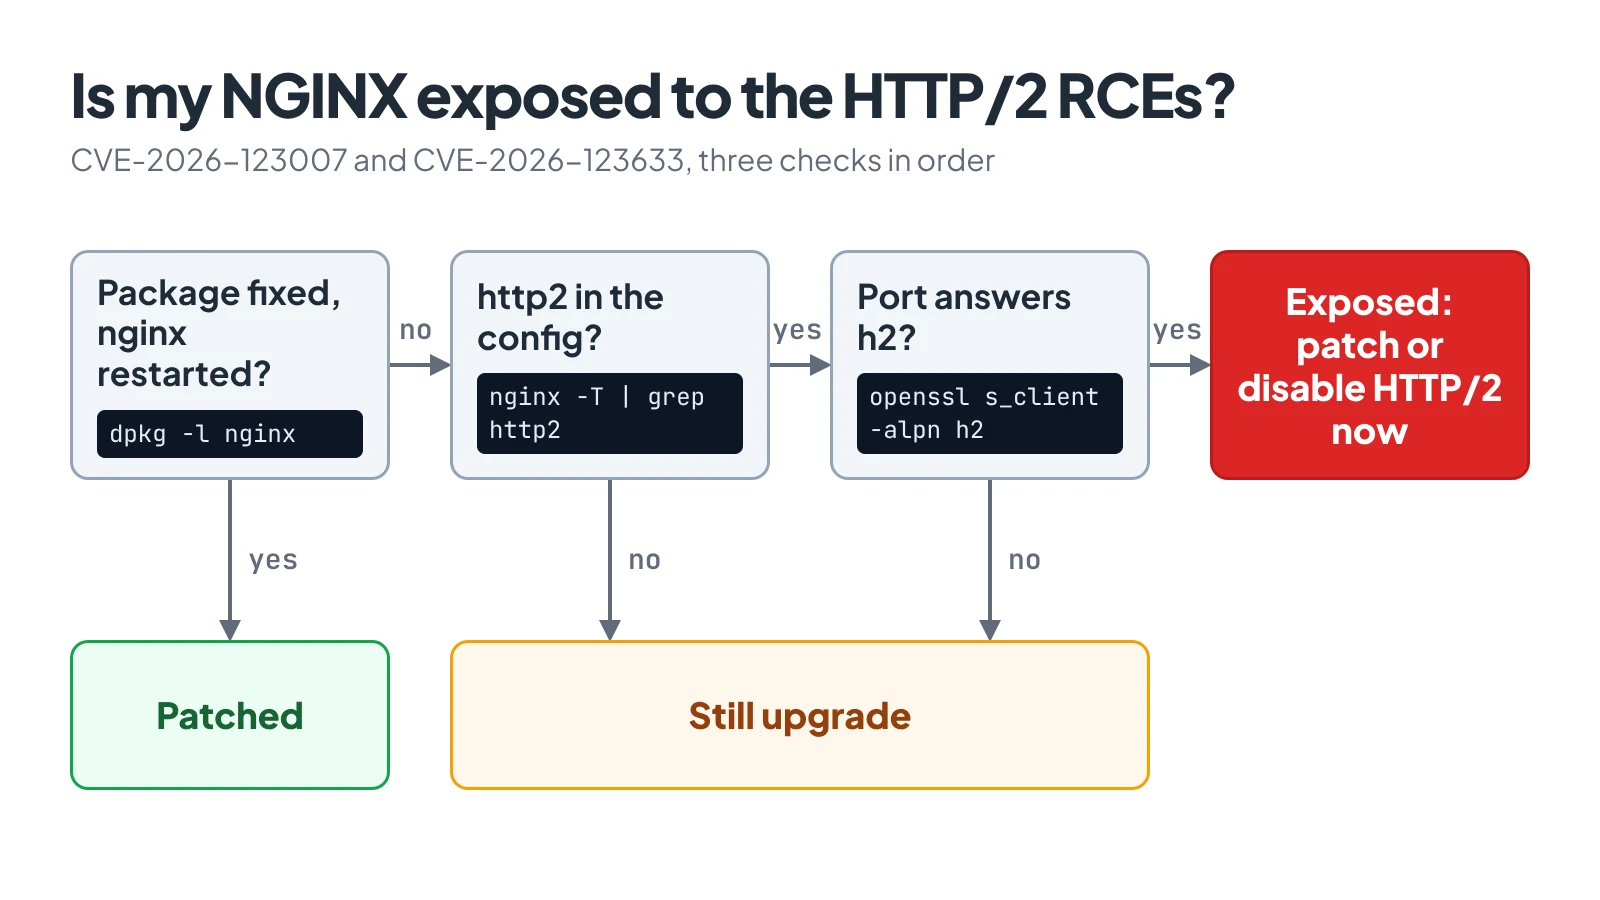 Is my NGINX exposed to the HTTP/2 RCEs?
CVE-2026-123007 and CVE-2026-123633, three checks in order
Package fixed,
nginx
restarted?
dpkg -l nginx
no
http2 in the
config?
nginx -T | grep
http2
yes
Port answers
h2?
openssl s_client
-alpn h2
yes
Exposed:
patch or
disable HTTP/2
now
yes
no
no
Patched
Still upgrade